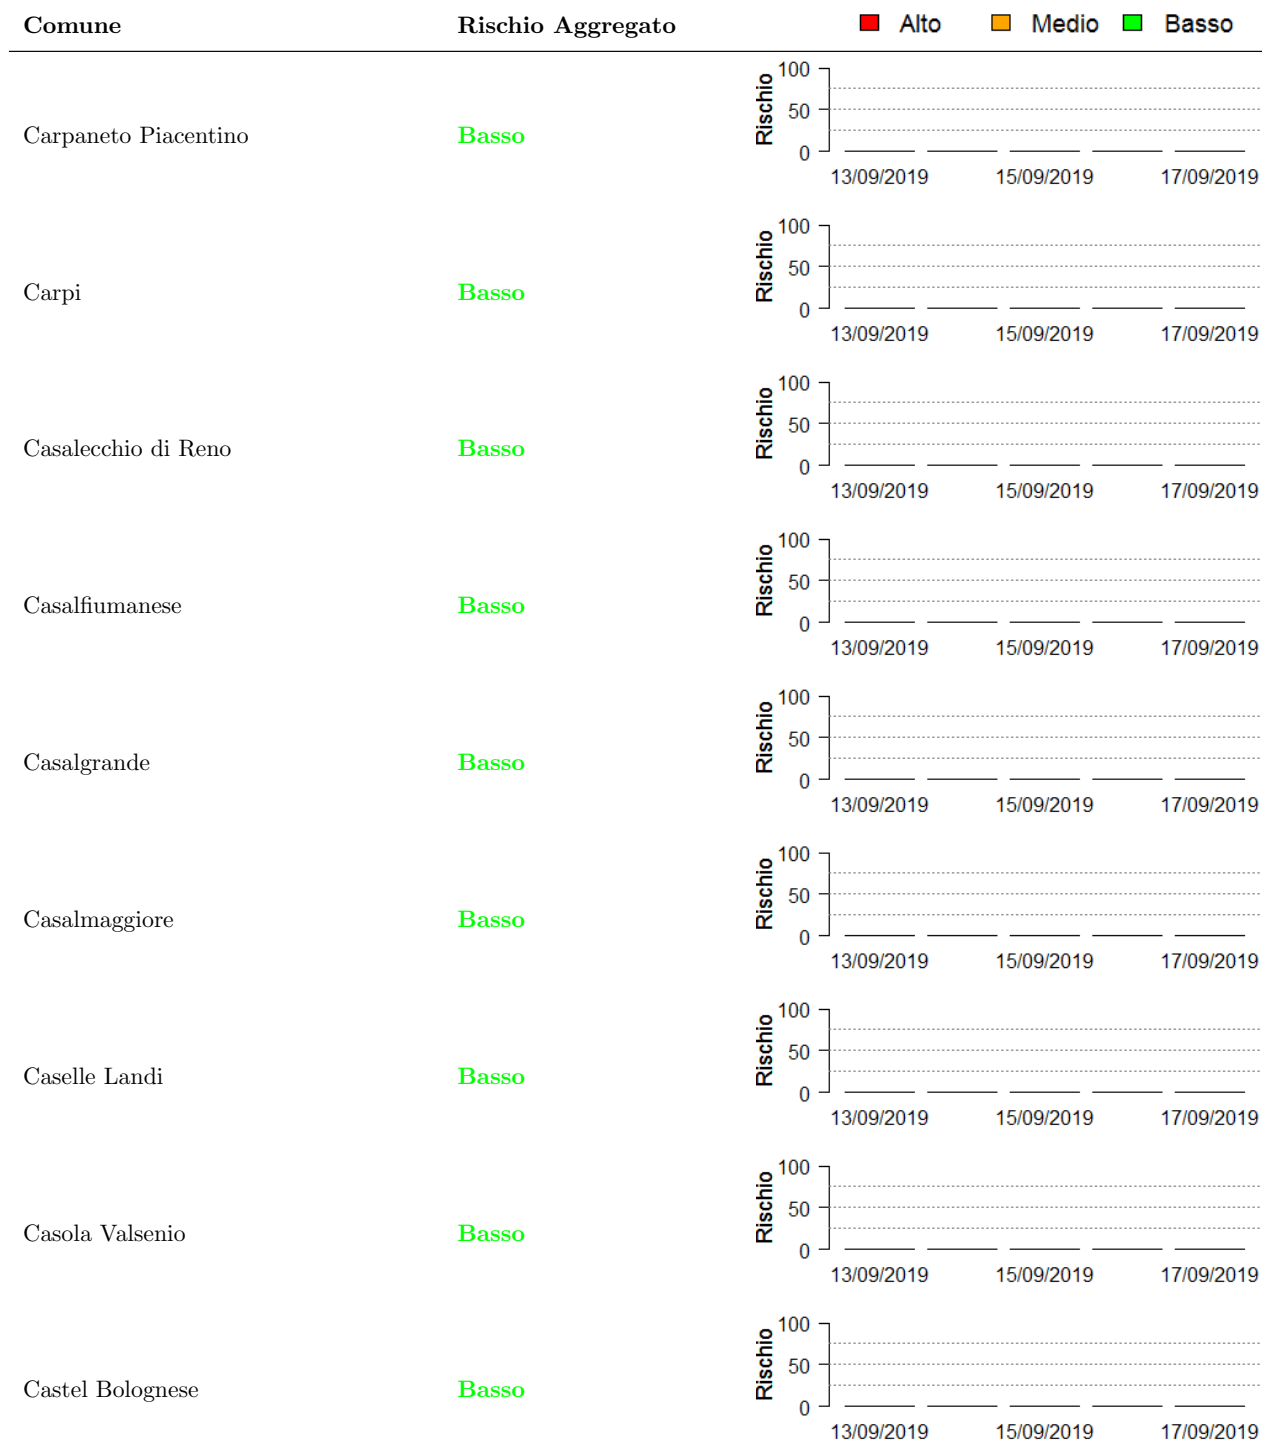 Comune Rischio Aggregato Alto Medio Basso
Carpaneto Piacentino Basso
Rischio
100
50
0
13/09/2019 15/09/2019 17/09/2019
Carpi Basso
Rischio
100
50
0
13/09/2019 15/09/2019 17/09/2019
Casalecchio di Reno Basso
Rischio
100
50
0
13/09/2019 15/09/2019 17/09/2019
Casalfiumanese Basso
Rischio
100
50
0
13/09/2019 15/09/2019 17/09/2019
Casalgrande Basso
Rischio
100
50
0
13/09/2019 15/09/2019 17/09/2019
Casalmaggiore Basso
Rischio
100
50
0
13/09/2019 15/09/2019 17/09/2019
Caselle Landi Basso
Rischio
100
50
0
13/09/2019 15/09/2019 17/09/2019
Casola Valsenio Basso
Rischio
100
50
0
13/09/2019 15/09/2019 17/09/2019
Castel Bolognese Basso
Rischio
100
50
0
13/09/2019 15/09/2019 17/09/2019